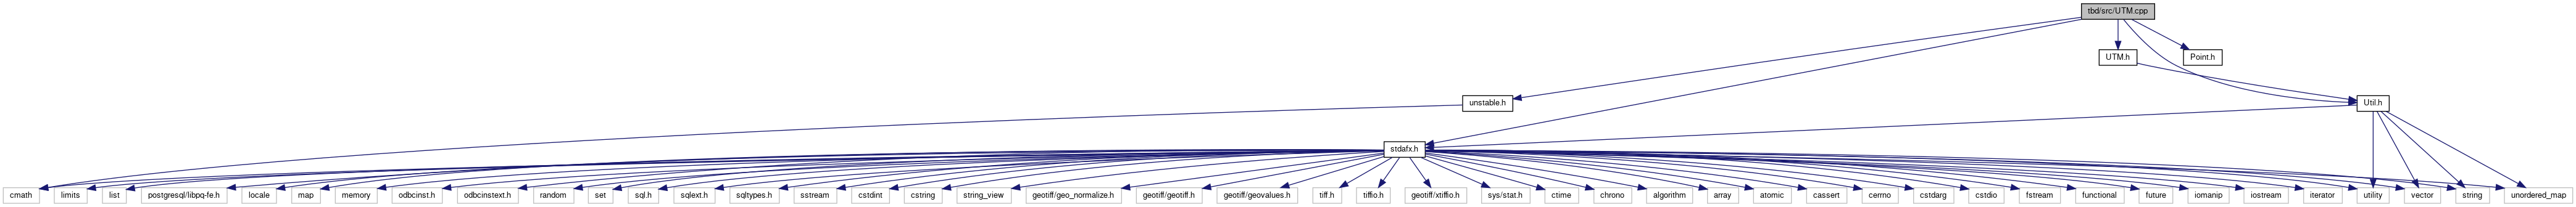 tbd/src/UTM.cpp
UTM.h
Point.h
unstable.h
Util.h
stdafx.h
cmath
limits
list
postgresql/libpq-fe.h
locale
map
memory
odbcinst.h
odbcinstext.h
random
set
sql.h
sqlext.h
sqltypes.h
sstream
cstdint
cstring
string_view
geotiff/geo_normalize.h
geotiff/geotiff.h
geotiff/geovalues.h
tiff.h
tiffio.h
geotiff/xtiffio.h
sys/stat.h
ctime
chrono
algorithm
array
atomic
cassert
cerrno
cstdarg
cstdio
fstream
functional
future
iomanip
iostream
iterator
utility
vector
string
unordered_map